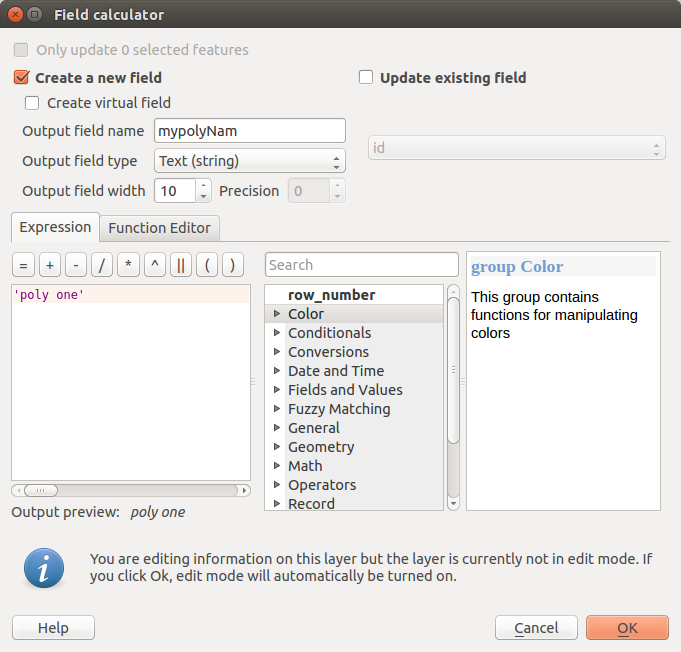 Field calculator
Only update 0 selected features
Create a new field
Update existing field
Create virtual field
Output field name mypolyNam
id
Output field type Text (string)
Output field width 10 Precision 0
Expression Function Editor
= + - / * ^ || ( )
Search
group Color
'poly one'
row_number
Color
Conditionals
Conversions
Date and Time
Fields and Values
Fuzzy Matching
General
Geometry
Math
Operators
Record
This group contains
functions for manipulating
colors
Output preview: poly one
You are editing information on this layer but the layer is currently not in edit mode. If
you click Ok, edit mode will automatically be turned on.
Help
Cancel
OK